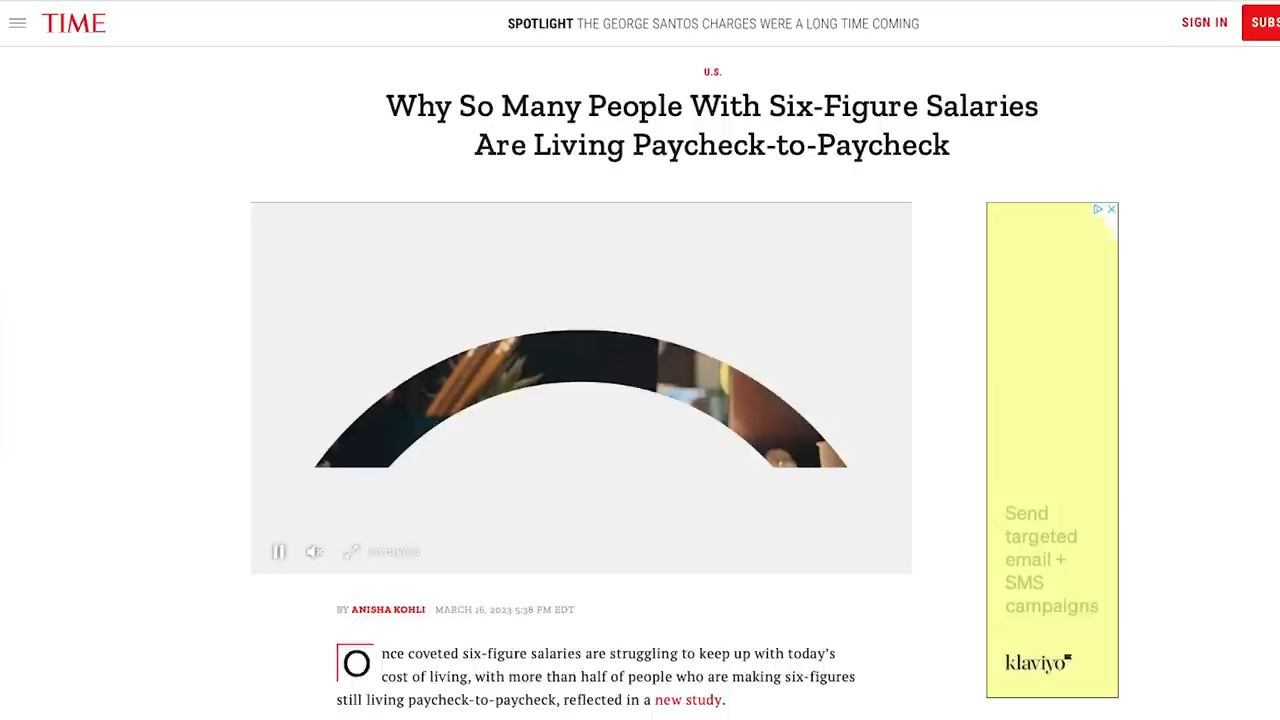 TIME
SPOTLIGHT THE GEORGE SANTOS CHARGES WERE A LONG TIME COMING
SIGN IN
SUBS
U.S.
Why So Many People With Six-Figure Salaries
Are Living Paycheck-to-Paycheck
BY ANISHA KOHLI MARCH 16, 2023 5:38 PM EDT
Once coveted six-figure salaries are struggling to keep up with today’s
cost of living, with more than half of people who are making six-figures
still living paycheck-to-paycheck, reflected in a new study.
Send
targeted
email +
SMS
campaigns
klaviyo